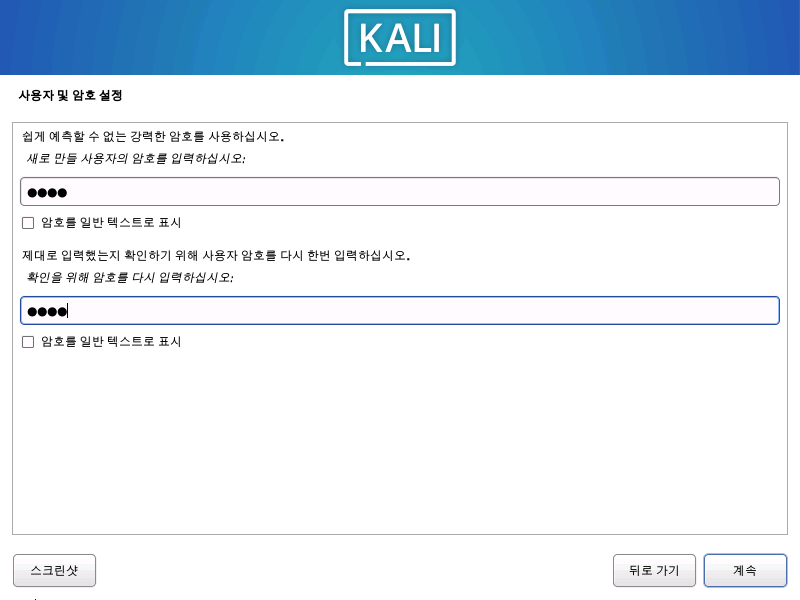 KALI
사용자 및 암호 설정
쉽게 예측할 수 없는 강력한 암호를 사용하십시오.
새로 만들 사용자의 암호를 입력하십시오:
●●●●
암호를 일반 텍스트로 표시
제대로 입력했는지 확인하기 위해 사용자 암호를 다시 한번 입력하십시오.
확인을 위해 암호를 다시 입력하십시오:
●●●●
암호를 일반 텍스트로 표시
스크린샷 뒤로 가기 계속